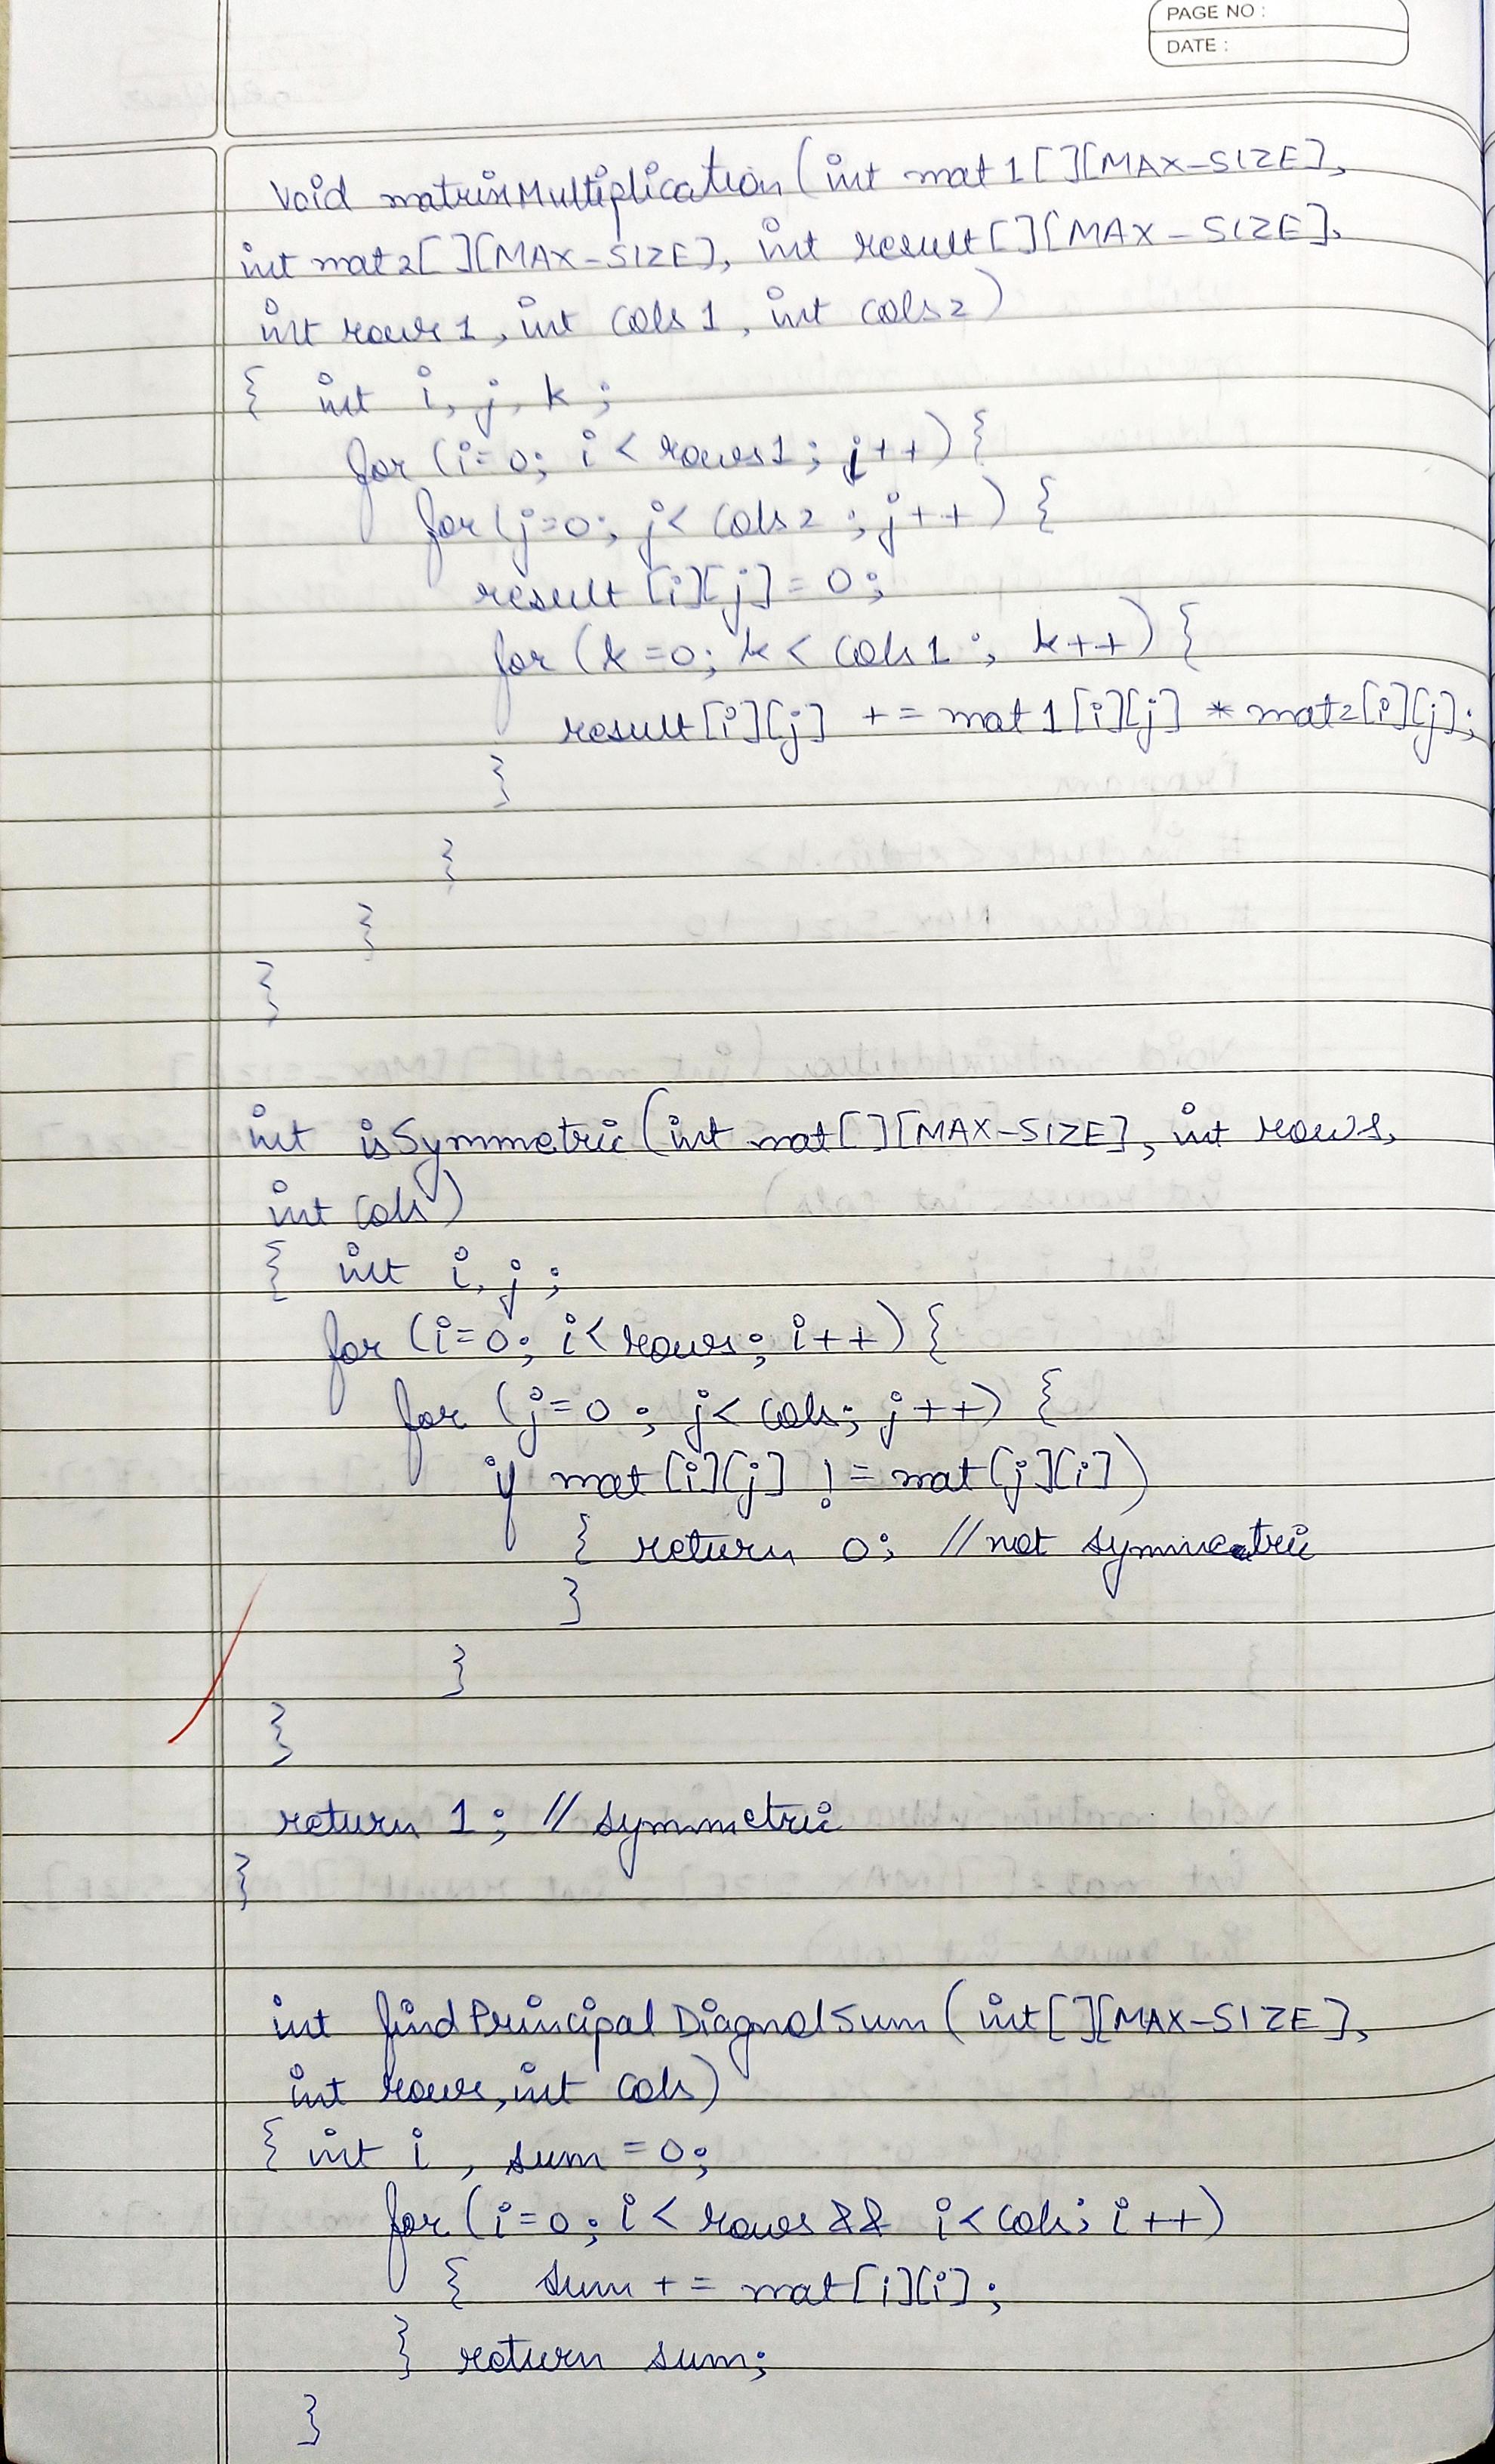 PAGE NO :
DATE :
void matrixMultiplication (int mat1[][MAX-SIZE],
int mat2[][MAX-SIZE], int result[][MAX-SIZE],
int rows1, int cols1, int cols2)
{ int i, j, k ;
for (i=0; i< rows1; i++) {
for (j=0; j< cols2 ; j++) {
result [i][j] = 0;
for (k=0; k< cols1 ; k++) {
result[i][j] += mat1[i][j] * mat2[i][j];
}
}
}
}
int isSymmetric (int mat[][MAX-SIZE], int rows,
int cols)
{ int i, j ;
for (i=0; i<rows; i++) {
for (j=0 ; j< cols; j++) {
if mat[i][j] != mat[j][i])
{ return 0; //not symmetric
}
}
}
return 1; // symmetric
}
int findPrincipalDiagnolSum (int[][MAX-SIZE],
int rows, int cols)
{ int i , sum = 0;
for (i=0; i< rows && i< cols; i++)
{ sum += mat[i][i];
} return sum;
}